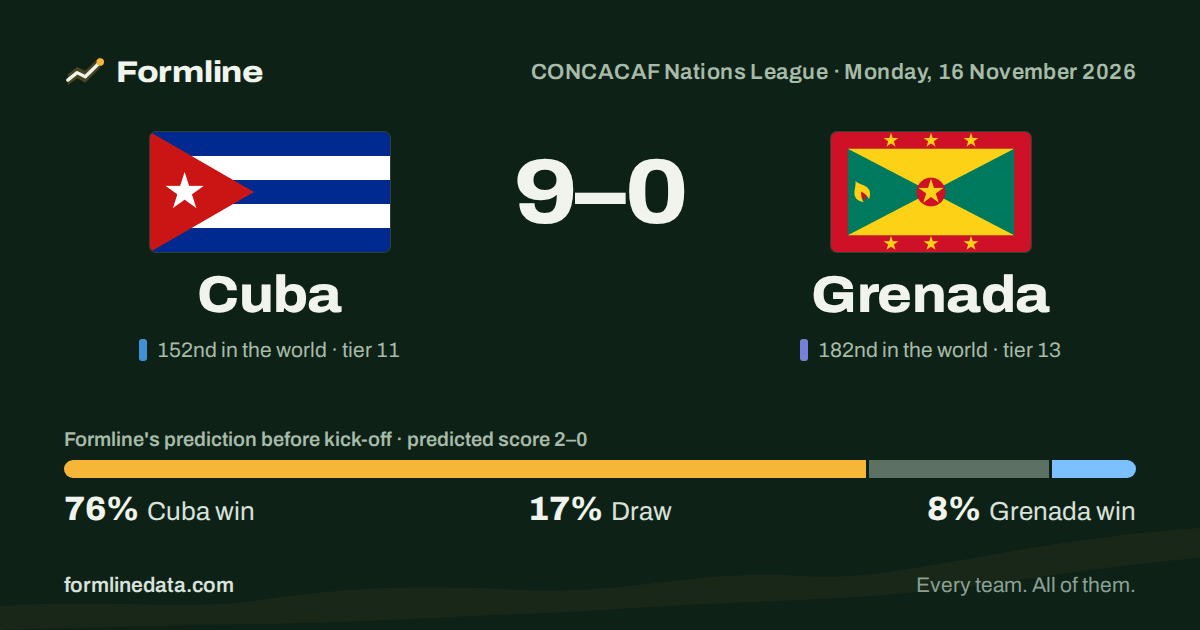 Formline
CONCACAF Nations League · Monday, 16 November 2026
9–0
Cuba
Grenada
152nd in the world · tier 11
182nd in the world · tier 13
Formline's prediction before kick-off · predicted score 2–0
76% Cuba win
17% Draw
8% Grenada win
formlinedata.com
Every team. All of them.